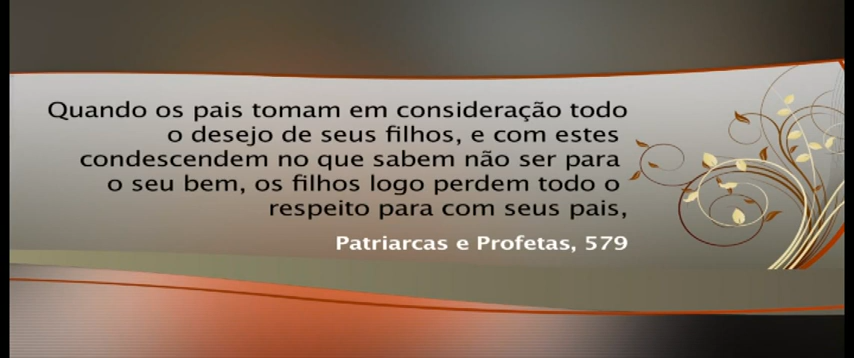 Quando os pais tomam em consideração todo
o desejo de seus filhos, e com estes
condescendem no que sabem não ser para
o seu bem, os filhos logo perdem todo o
respeito para com seus pais,
Patriarcas e Profetas, 579